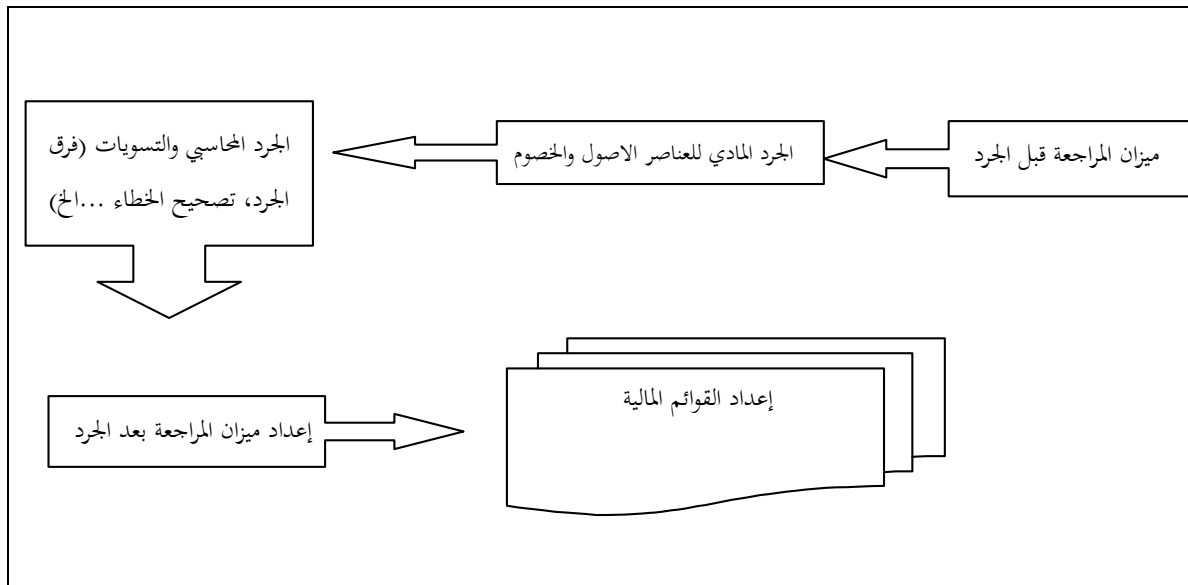 ميزان المراجعة قبل الجرد
الجرد المادي للعناصر الاصول والخصوم
الجرد المحاسبي والتسويات (فرق
الجرد، تصحيح الخطاء ...الخ)
إعداد ميزان المراجعة بعد الجرد
إعداد القوائم المالية